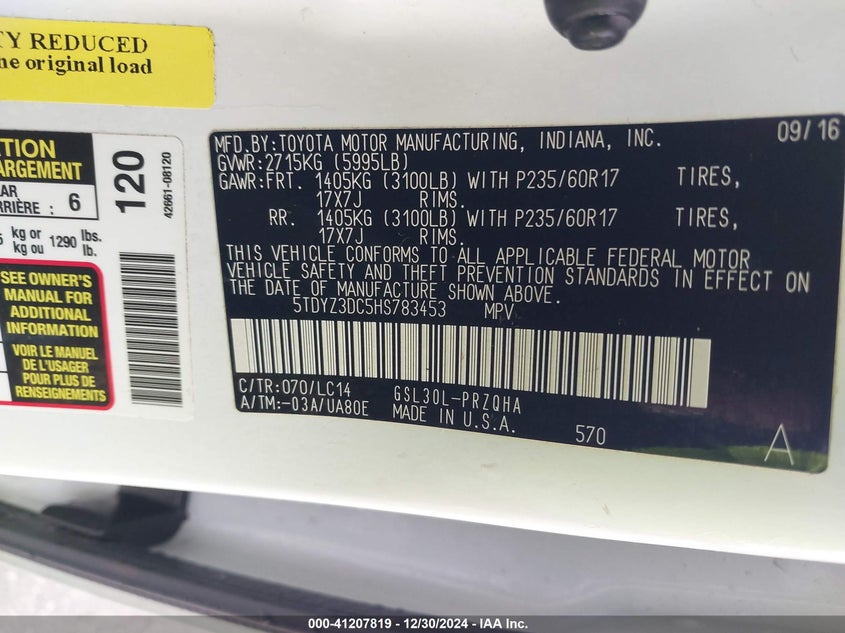 TY REDUCED
he original load
TION
ARGEMENT
AR
RRIÈRE : 6
kg or
kg ou 1290 lbs.
lb.
120
42661-08120
SEE OWNER'S
MANUAL FOR
ADDITIONAL
INFORMATION
VOIR LE MANUEL
DE L'USAGER
POUR PLUS DE
RENSEIGNEMENTS
MFD.BY:TOYOTA MOTOR MANUFACTURING, INDIANA, INC. 09/16
GVWR:2715KG (5995LB)
GAWR:FRT. 1405KG (3100LB) WITH P235/60R17 TIRES,
17X7J RIMS.
RR. 1405KG (3100LB) WITH P235/60R17 TIRES,
17X7J RIMS.
THIS VEHICLE CONFORMS TO ALL APPLICABLE FEDERAL MOTOR
VEHICLE SAFETY AND THEFT PREVENTION STANDARDS IN EFFECT ON
THE DATE OF MANUFACTURE SHOWN ABOVE.
5TDYZ3DC5HS783453 MPV
C/TR:070/LC14 GSL30L-PRZQHA
A/TM:-03A/UA80E MADE IN U.S.A.
570
A
000-41207819 - 12/30/2024 - IAA Inc.